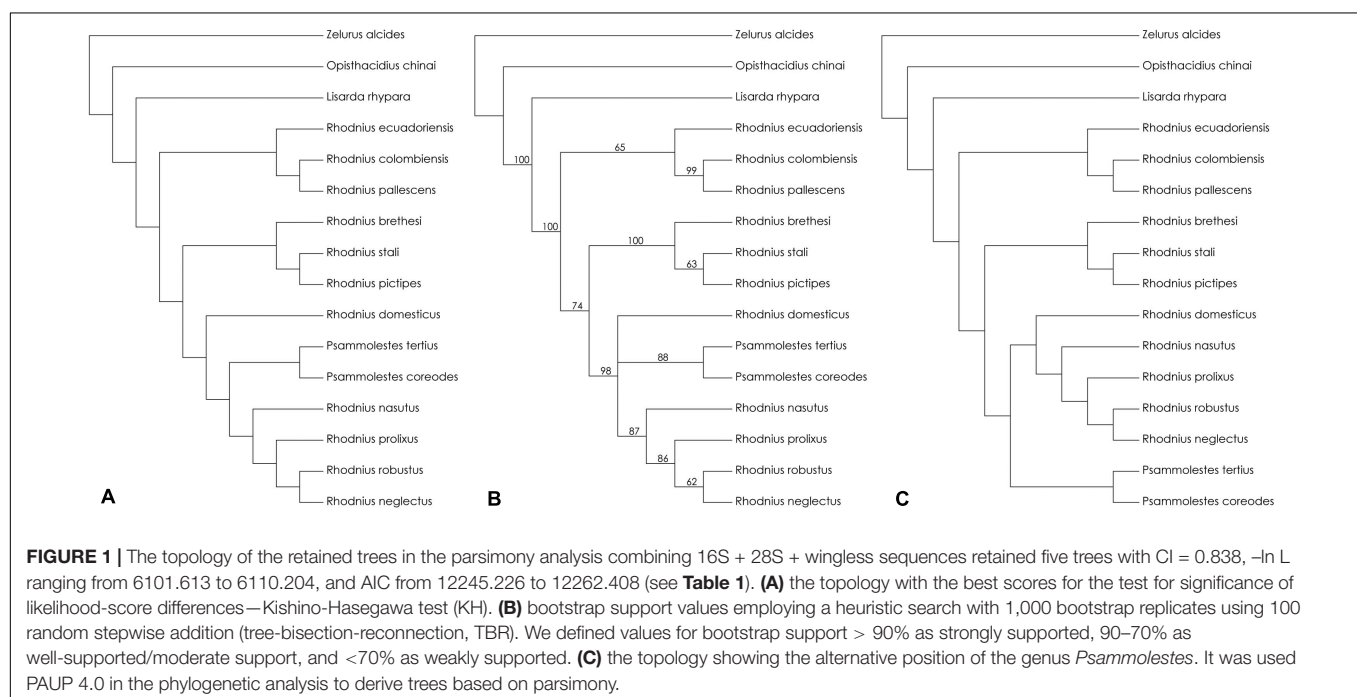 Zelurus alcides
Opisthacidius chinai
Lisarda rhypara
Rhodnius ecuadoriensis
Rhodnius colombiensis
Rhodnius pallescens
Rhodnius brethesi
Rhodnius stali
Rhodnius pictipes
Rhodnius domesticus
Psammolestes tertius
Psammolestes coreodes
Rhodnius nasutus
Rhodnius prolixus
Rhodnius robustus
Rhodnius neglectus
A
Zelurus alcides
Opisthacidius chinai
Lisarda rhypara
100
65
Rhodnius ecuadoriensis
Rhodnius colombiensis
99
Rhodnius pallescens
100
Rhodnius brethesi
100
Rhodnius stali
63
Rhodnius pictipes
74
Rhodnius domesticus
Psammolestes tertius
88
98
Psammolestes coreodes
Rhodnius nasutus
87
Rhodnius prolixus
86
Rhodnius robustus
62
Rhodnius neglectus
B
Zelurus alcides
Opisthacidius chinai
Lisarda rhypara
Rhodnius ecuadoriensis
Rhodnius colombiensis
Rhodnius pallescens
Rhodnius brethesi
Rhodnius stali
Rhodnius pictipes
Rhodnius domesticus
Rhodnius nasutus
Rhodnius prolixus
Rhodnius robustus
Rhodnius neglectus
Psammolestes tertius
Psammolestes coreodes
C
FIGURE 1 | The topology of the retained trees in the parsimony analysis combining 16S + 28S + wingless sequences retained five trees with CI = 0.838, –ln L
ranging from 6101.613 to 6110.204, and AIC from 12245.226 to 12262.408 (see Table 1). (A) the topology with the best scores for the test for significance of
likelihood-score differences—Kishino-Hasegawa test (KH). (B) bootstrap support values employing a heuristic search with 1,000 bootstrap replicates using 100
random stepwise addition (tree-bisection-reconnection, TBR). We defined values for bootstrap support > 90% as strongly supported, 90–70% as
well-supported/moderate support, and <70% as weakly supported. (C) the topology showing the alternative position of the genus Psammolestes. It was used
PAUP 4.0 in the phylogenetic analysis to derive trees based on parsimony.